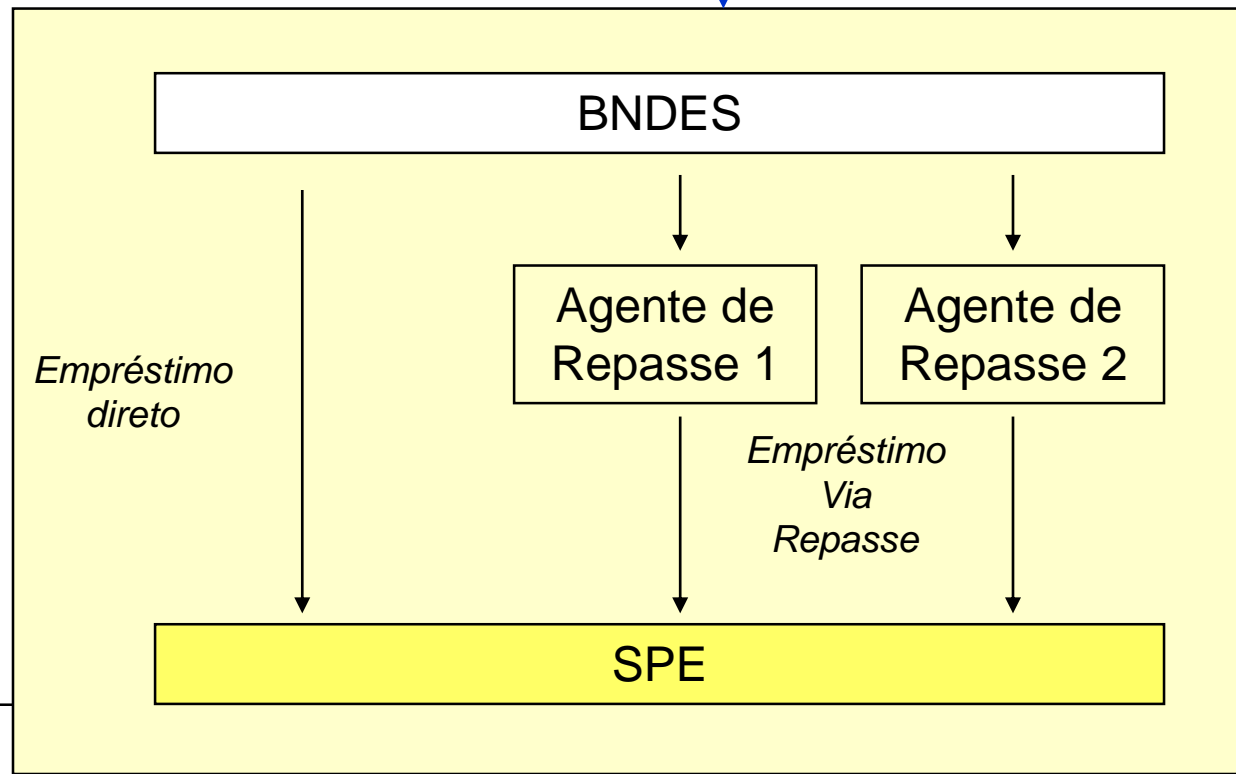 BNDES
Agente de
Repasse 1
Agente de
Repasse 2
Empréstimo
direto
Empréstimo
Via
Repasse
SPE